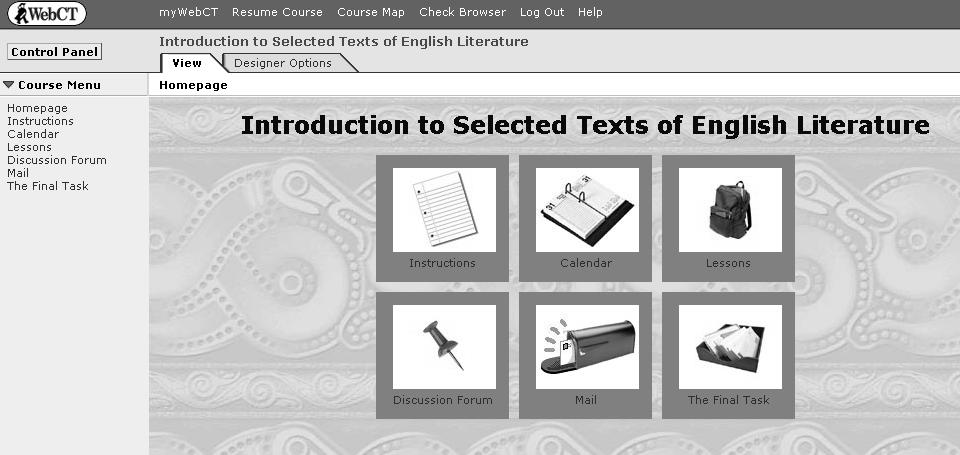 WebCT
myWebCT Resume Course Course Map Check Browser Log Out Help
Control Panel
Introduction to Selected Texts of English Literature
View Designer Options
Course Menu
Homepage
Homepage
Instructions
Calendar
Lessons
Discussion Forum
Mail
The Final Task
Introduction to Selected Texts of English Literature
31 31
Instructions Calendar Lessons
Discussion Forum Mail The Final Task